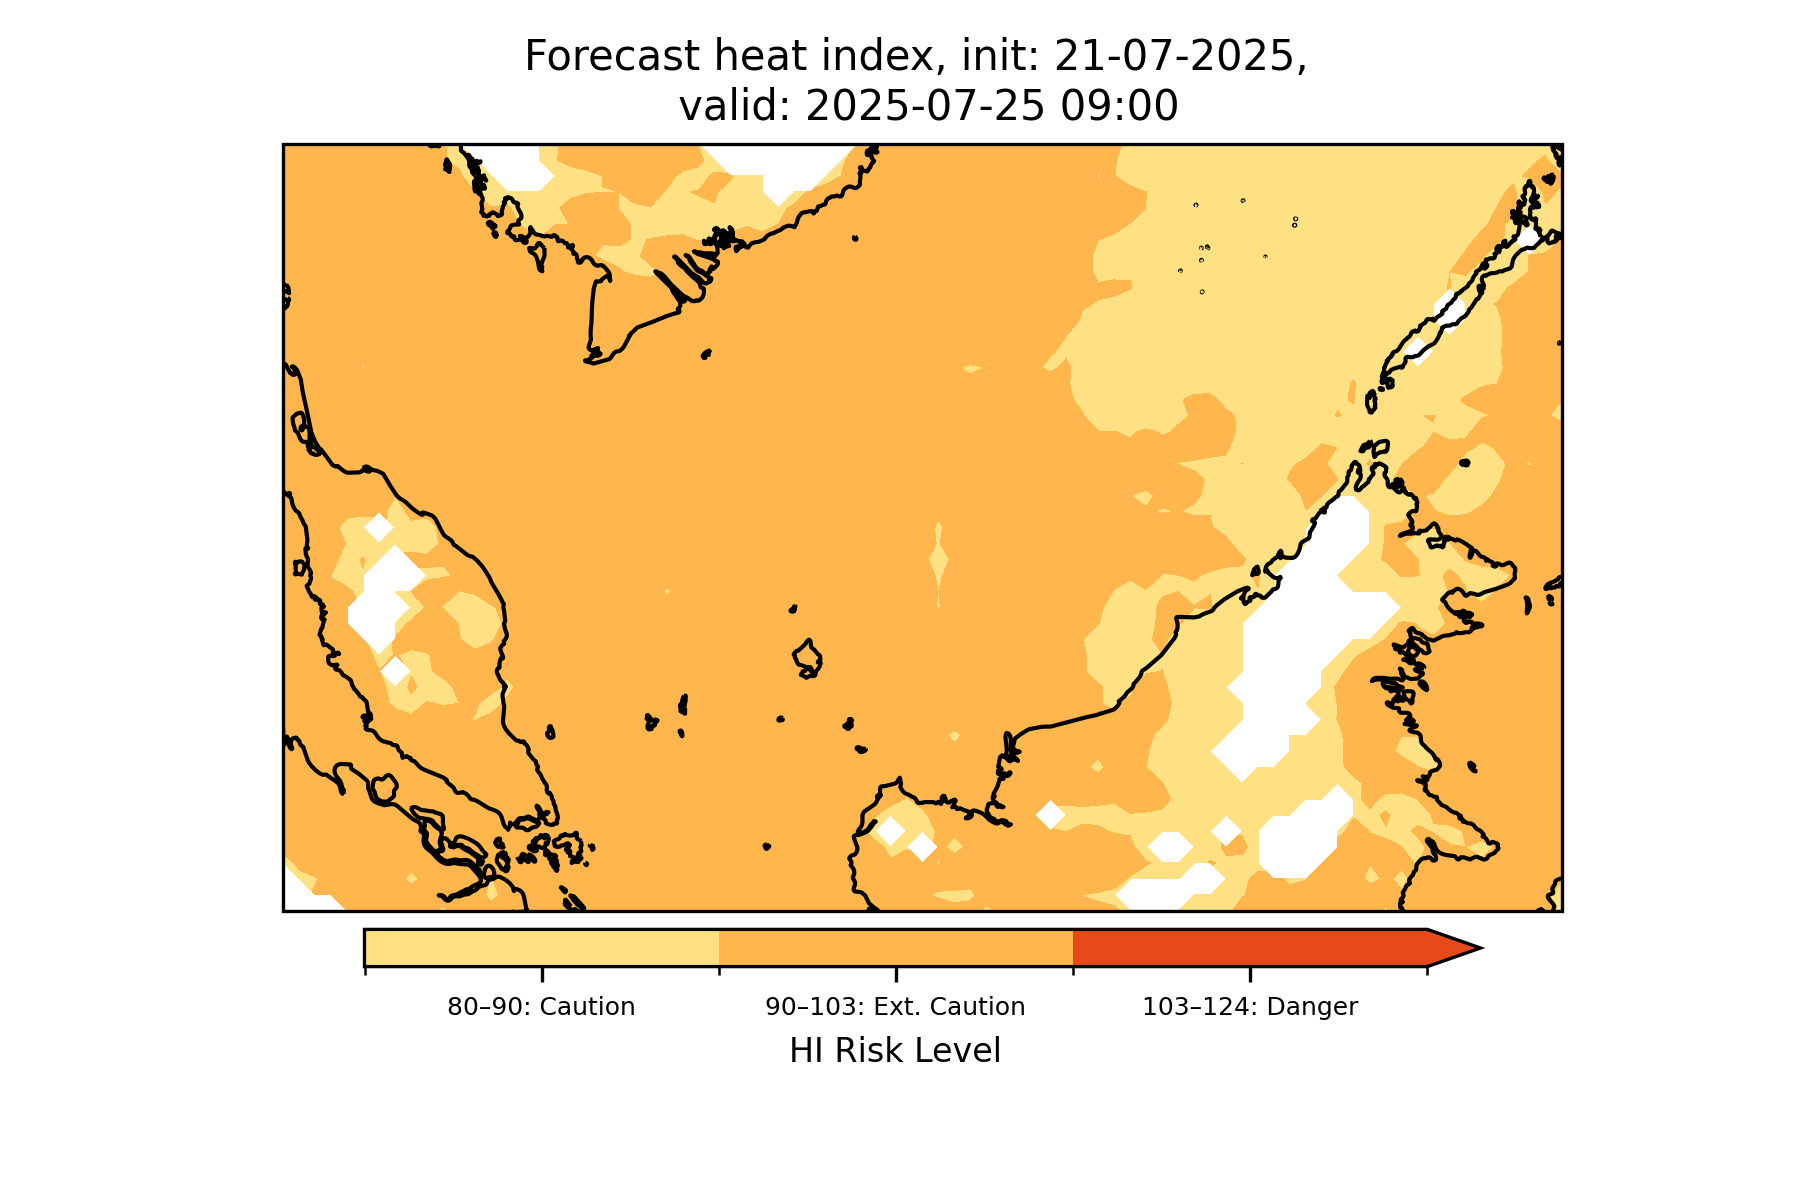 Forecast heat index, init: 21-07-2025,
valid: 2025-07-25 09:00
80–90: Caution
90–103: Ext. Caution
103–124: Danger
HI Risk Level